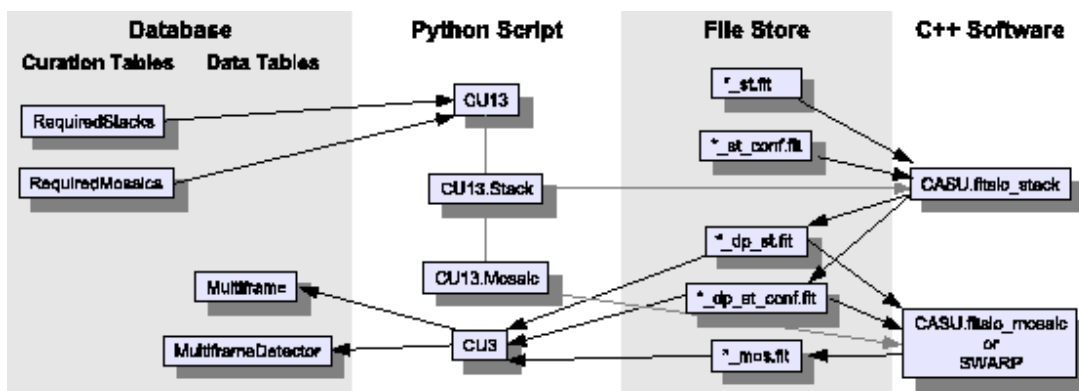 Database
Python Script
File Store
C++ Software
Curation Tables
Data Tables
RequiredStacks
RequiredMosaics
CU13
CU13.Stack
CU13.Mosaic
Multiframe
MultiframeDetector
CU3
*_st.fit
*_st_conf.fit
*_dp_st.fit
*_dp_st_conf.fit
*_mos.fit
CASU.fitsio_stack
CASU.fitsio_mosaic
or
SWARP